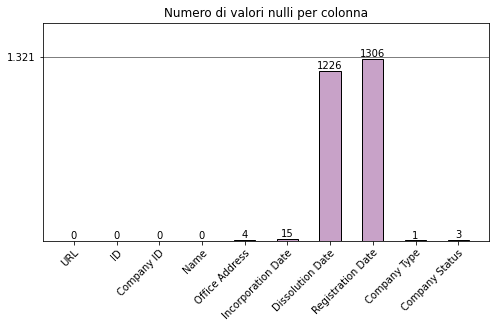 Numero di valori nulli per colonna
1.321
0
0
0
0
4
15
1226
1306
1
3
URL
ID
Company ID
Name
Office Address
Incorporation Date
Dissolution Date
Registration Date
Company Type
Company Status